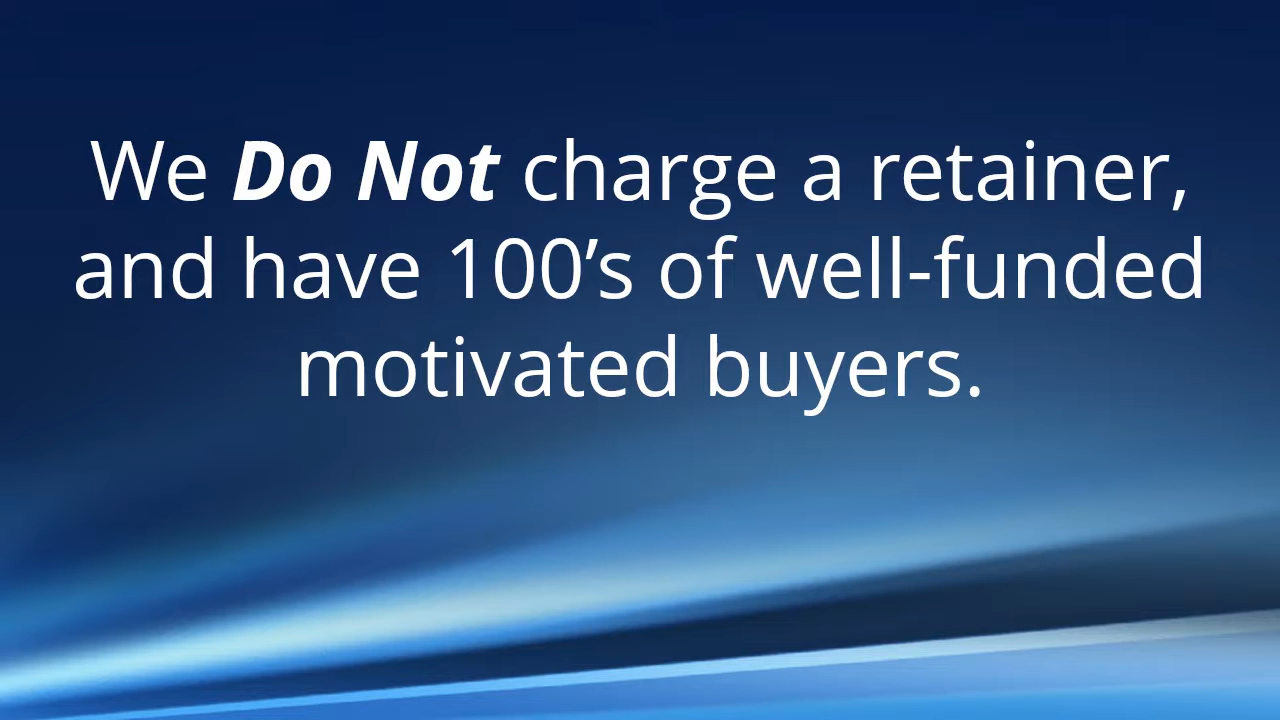 We Do Not charge a retainer,
and have 100’s of well-funded
motivated buyers.